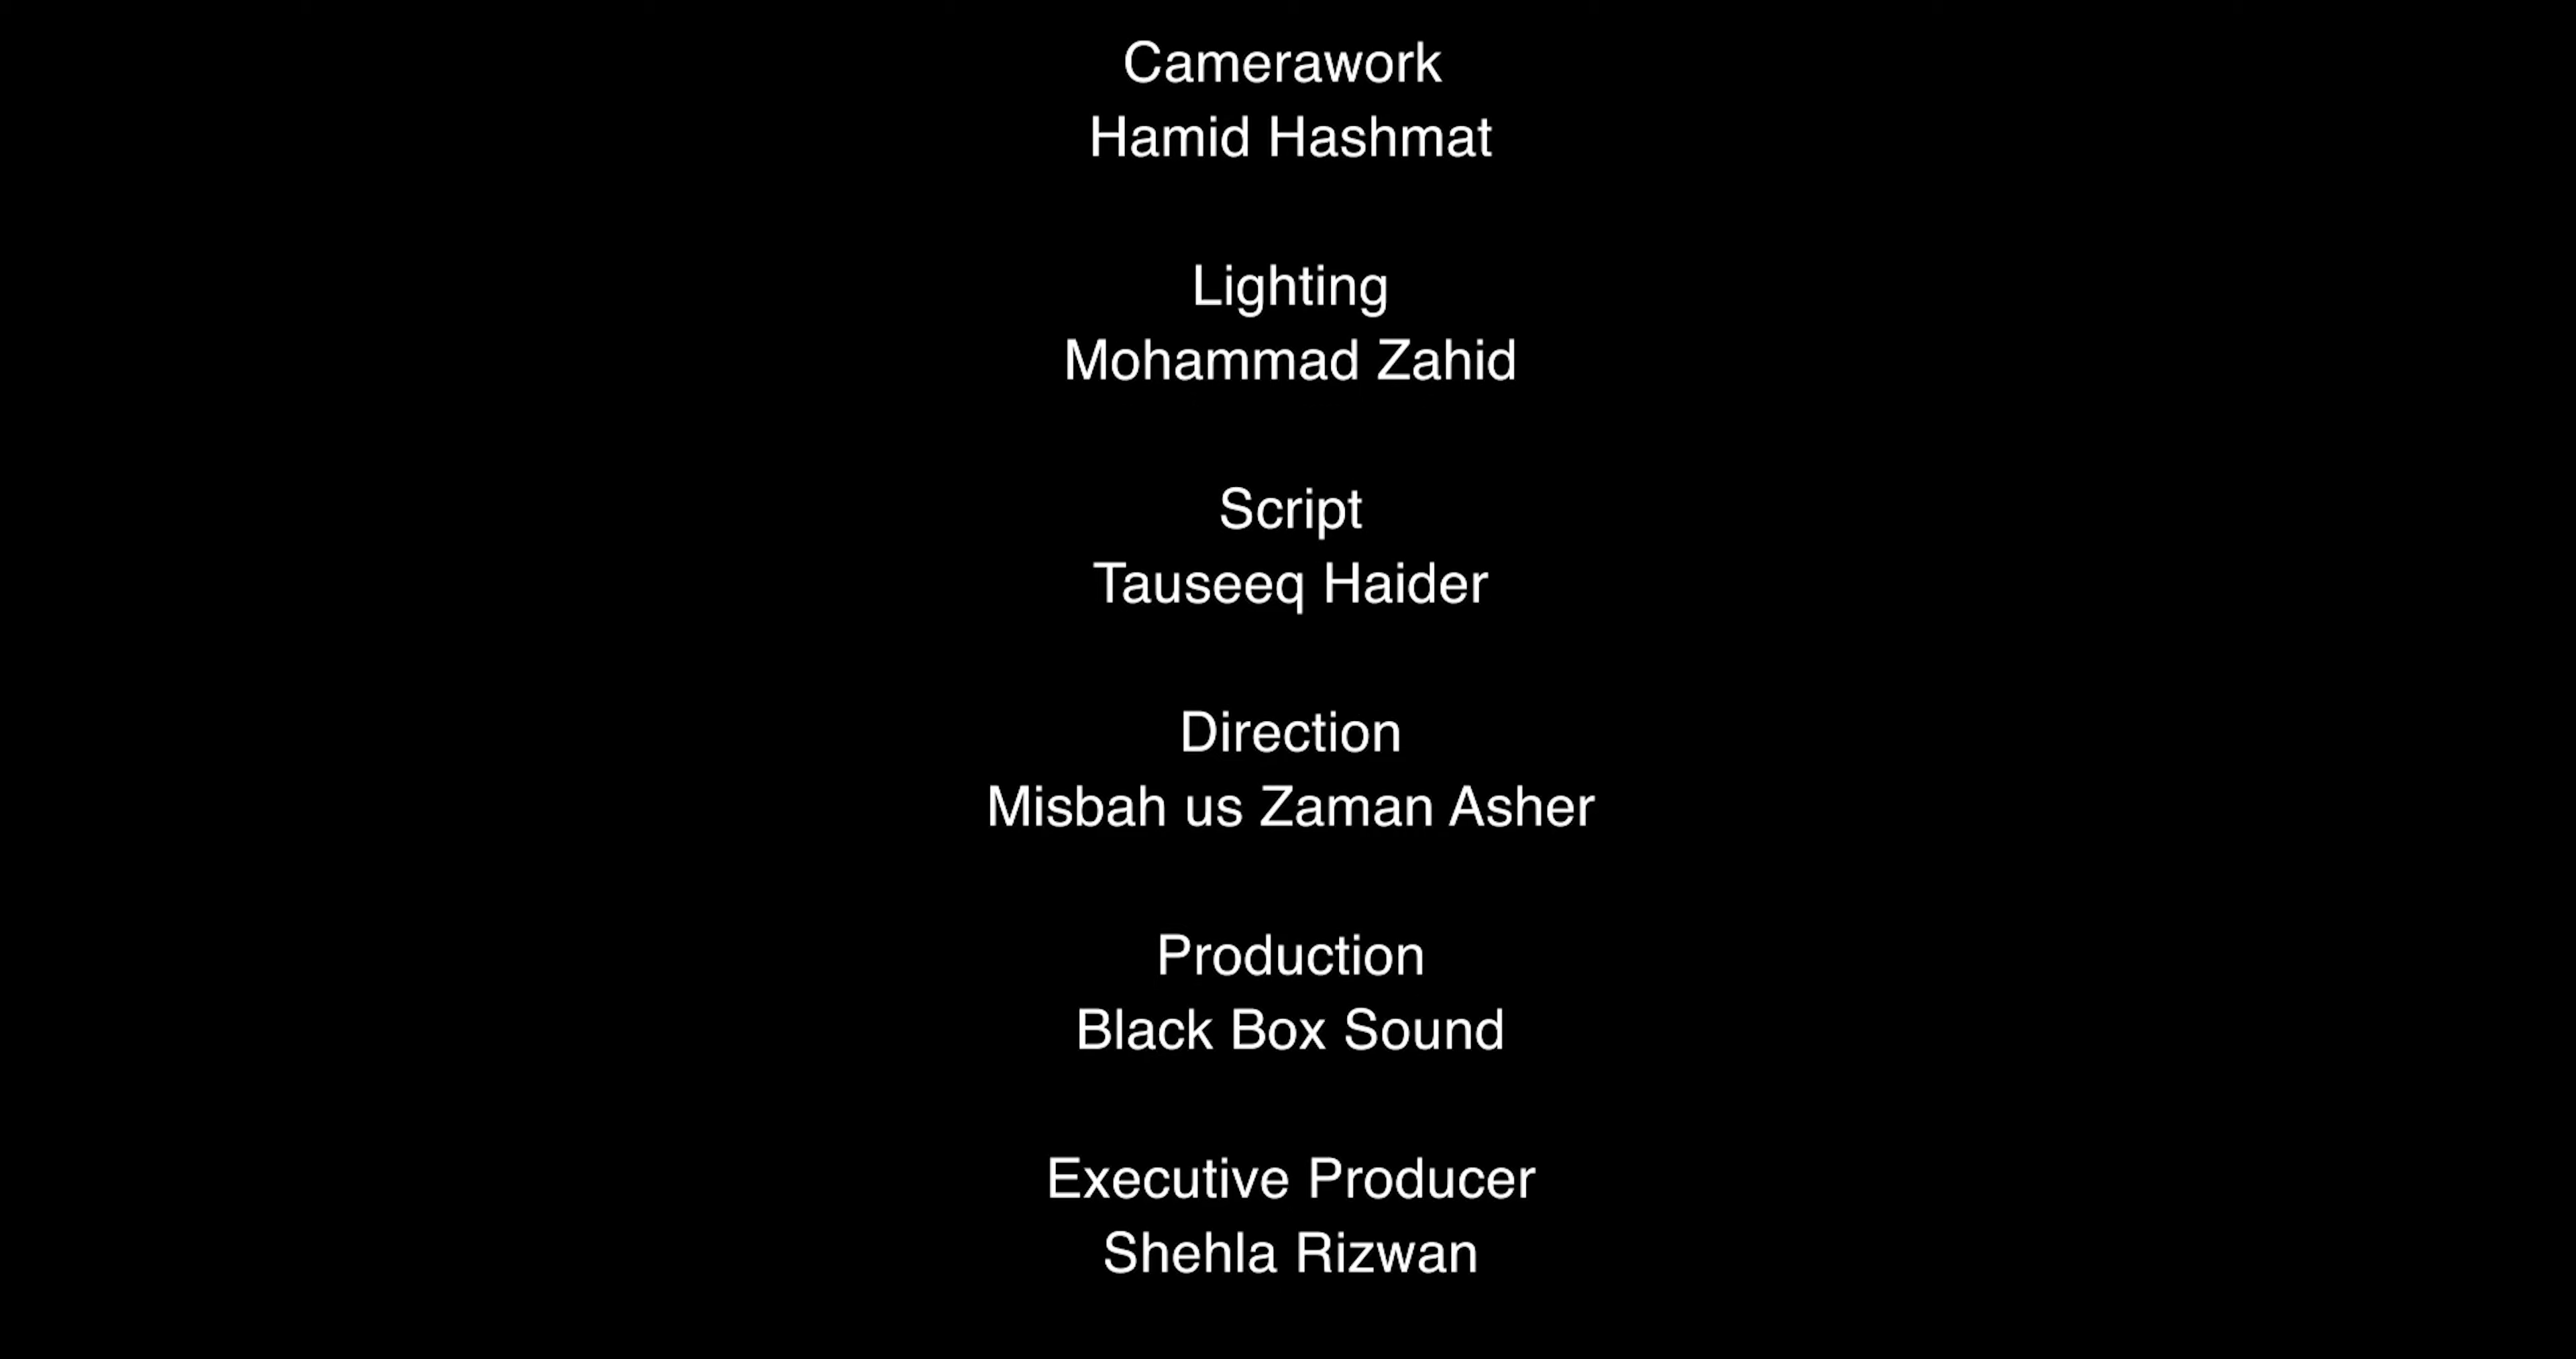 Camerawork
Hamid Hashmat
Lighting
Mohammad Zahid
Script
Tauseeq Haider
Direction
Misbah us Zaman Asher
Production
Black Box Sound
Executive Producer
Shehla Rizwan